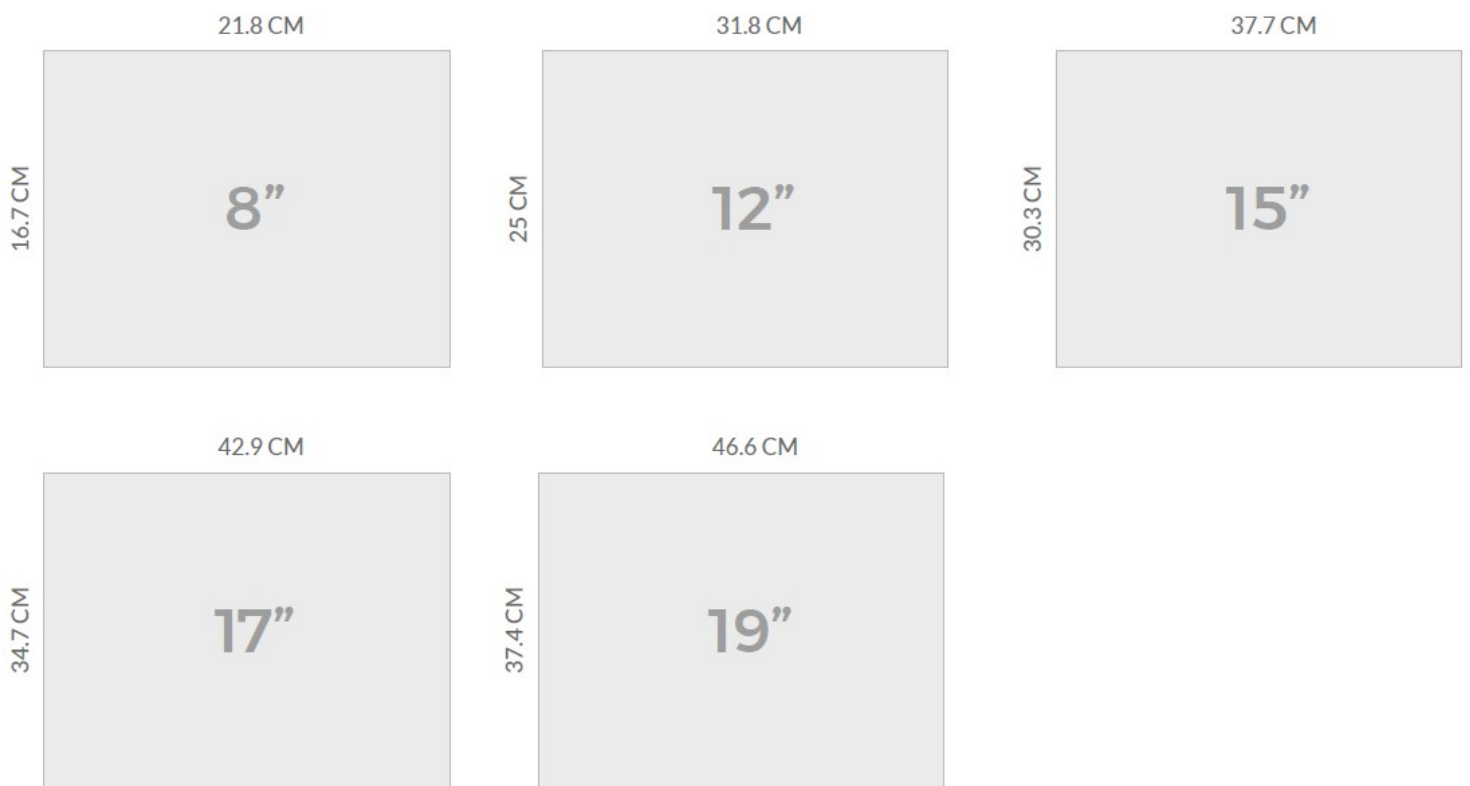 21.8 CM
31.8 CM
37.7 CM
16.7 CM
8”
25 CM
12”
30.3 CM
15”
42.9 CM
46.6 CM
34.7 CM
17”
37.4 CM
19”